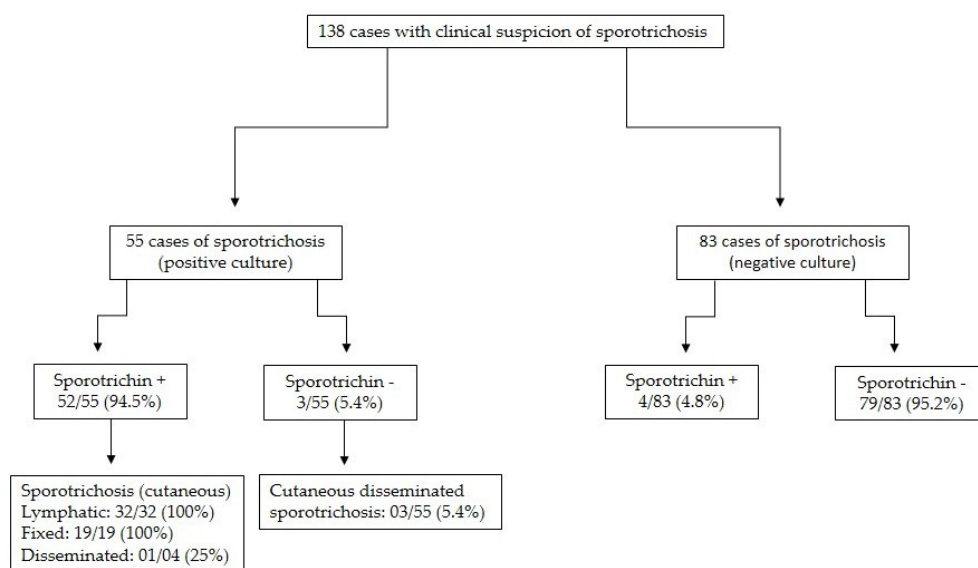 138 cases with clinical suspicion of sporotrichosis
55 cases of sporotrichosis
(positive culture)
83 cases of sporotrichosis
(negative culture)
Sporotrichin +
52/55 (94.5%)
Sporotrichin -
3/55 (5.4%)
Sporotrichin +
4/83 (4.8%)
Sporotrichin -
79/83 (95.2%)
Sporotrichosis (cutaneous)
Lymphatic: 32/32 (100%)
Fixed: 19/19 (100%)
Disseminated: 01/04 (25%)
Cutaneous disseminated
sporotrichosis: 03/55 (5.4%)